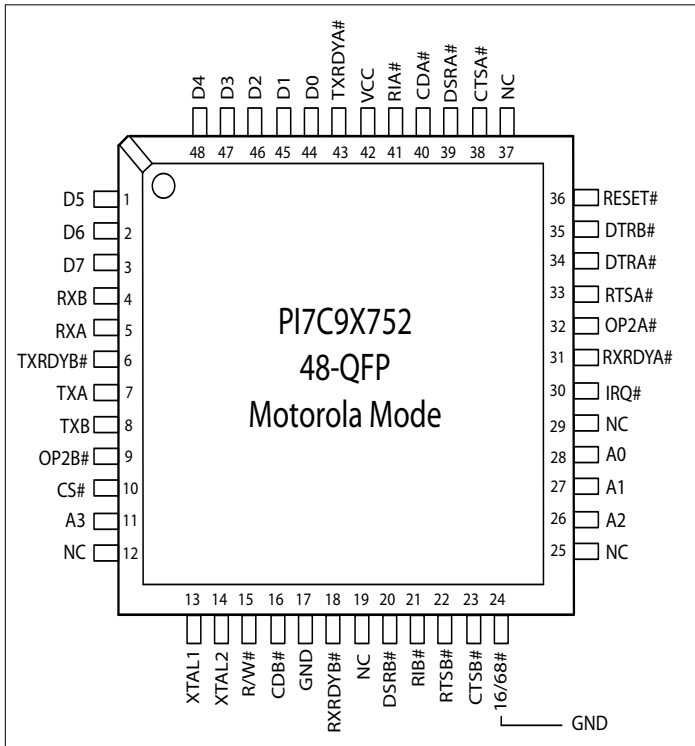 D4 D3 D2 D1 D0 TXRDYA# VCC RIA# CDA# DSRA# CTSA# NC
48 47 46 45 44 43 42 41 40 39 38 37
D5 1
D6 2
D7 3
RXB 4
RXA 5
TXRDYB# 6
TXA 7
TXB 8
OP2B# 9
CS# 10
A3 11
NC 12
PI7C9X752
48-QFP
Motorola Mode
36 RESET#
35 DTRB#
34 DTRA#
33 RTSA#
32 OP2A#
31 RXRDYA#
30 IRQ#
29 NC
28 A0
27 A1
26 A2
25 NC
13 14 15 16 17 18 19 20 21 22 23 24
XTAL1 XTAL2 R/W# CDB# GND RXRDYB# NC DSRB# RIB# RTSB# CTSB# 16/68#
GND